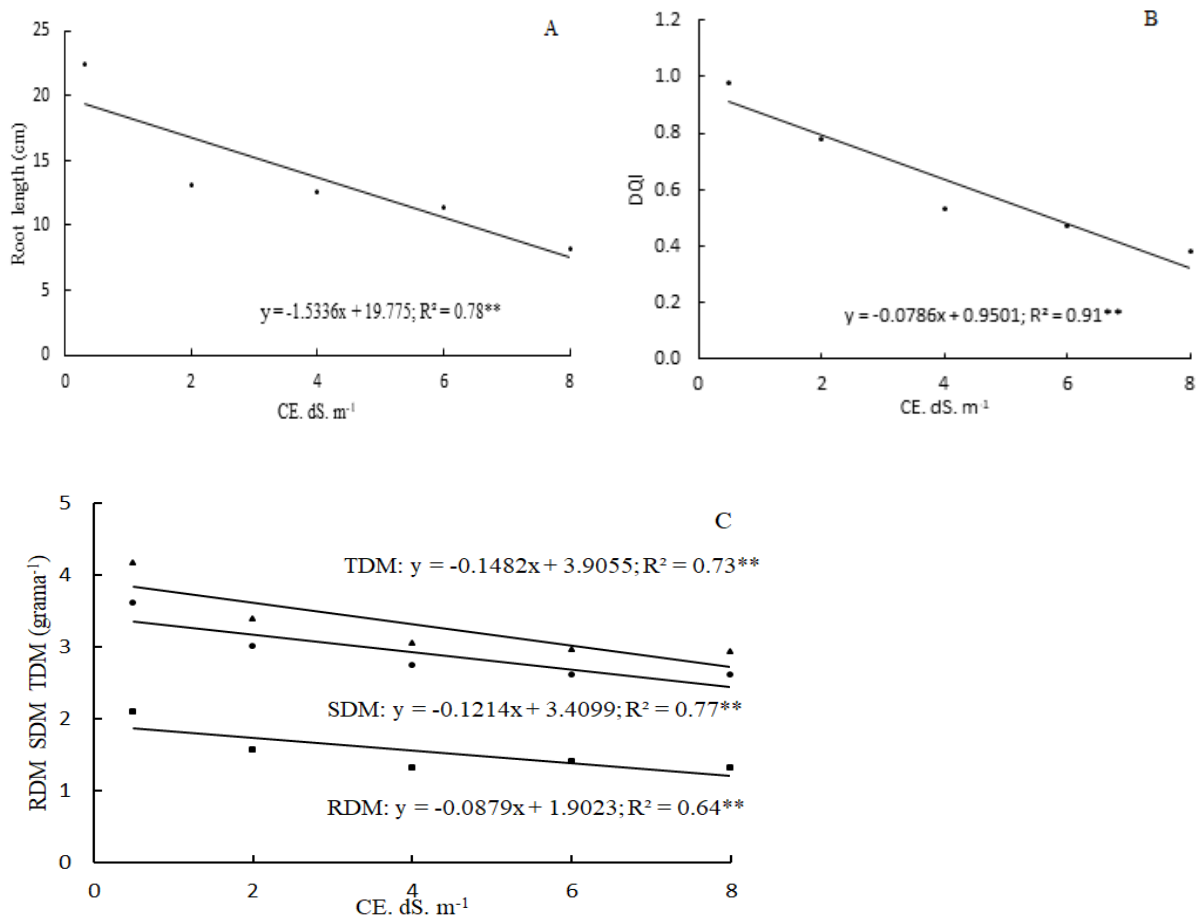 A
Root length (cm)
25
20
15
10
5
0
0 2 4 6 8
y = -1.5336x + 19.775; R² = 0.78**
CE. dS. m⁻¹
B
DQI
1.2
1.0
0.8
0.6
0.4
0.2
0.0
0 2 4 6 8
y = -0.0786x + 0.9501; R² = 0.91**
CE. dS. m⁻¹
C
RDM SDM TDM (grama⁻¹)
5
4
3
2
1
0
0 2 4 6 8
TDM: y = -0.1482x + 3.9055; R² = 0.73**
SDM: y = -0.1214x + 3.4099; R² = 0.77**
RDM: y = -0.0879x + 1.9023; R² = 0.64**
CE. dS. m⁻¹